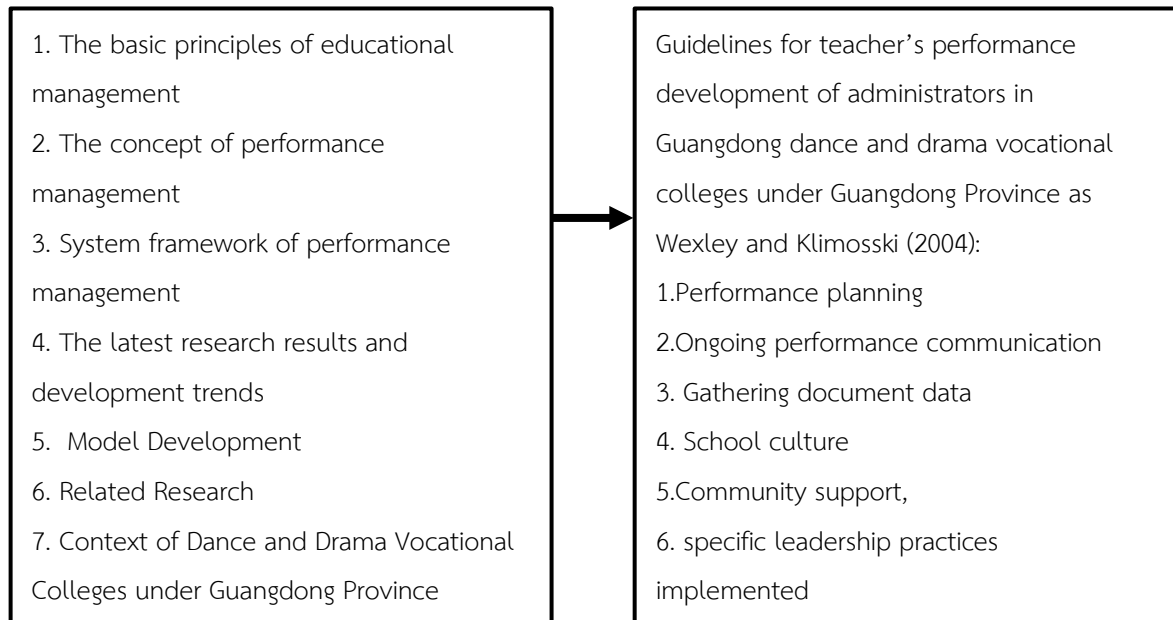 1. The basic principles of educational
management
2. The concept of performance
management
3. System framework of performance
management
4. The latest research results and
development trends
5.  Model Development
6. Related Research
7. Context of Dance and Drama Vocational
Colleges under Guangdong Province
Guidelines for teacher's performance
development of administrators in
Guangdong dance and drama vocational
colleges under Guangdong Province as
Wexley and Klimosski (2004):
1.Performance planning
2.Ongoing performance communication
3. Gathering document data
4. School culture
5.Community support,
6. specific leadership practices
implemented